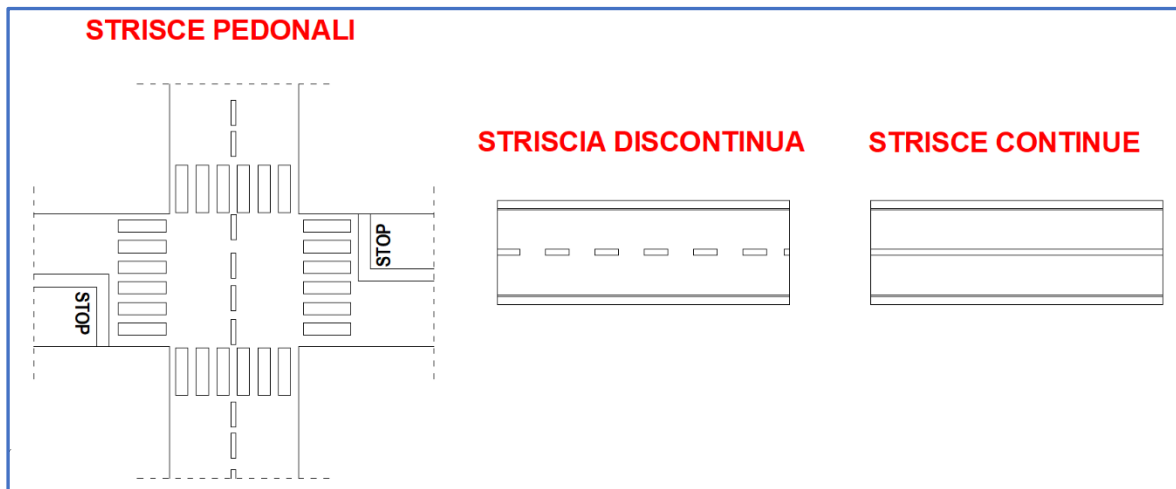 STRISCE PEDONALI
STRISCIA DISCONTINUA
STRISCE CONTINUE
STOP
STOP